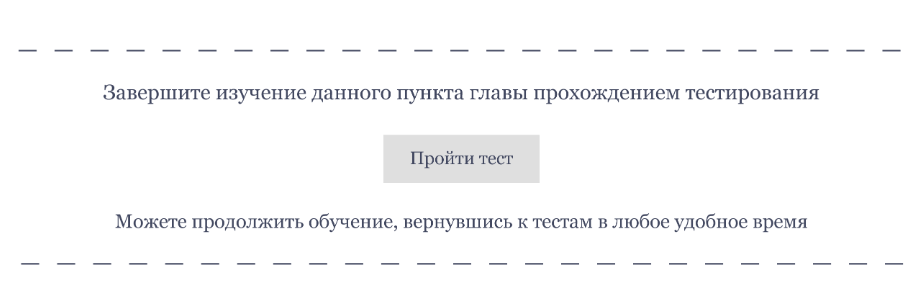 Завершите изучение данного пункта главы прохождением тестирования
Пройти тест
Можете продолжить обучение, вернувшись к тестам в любое удобное время